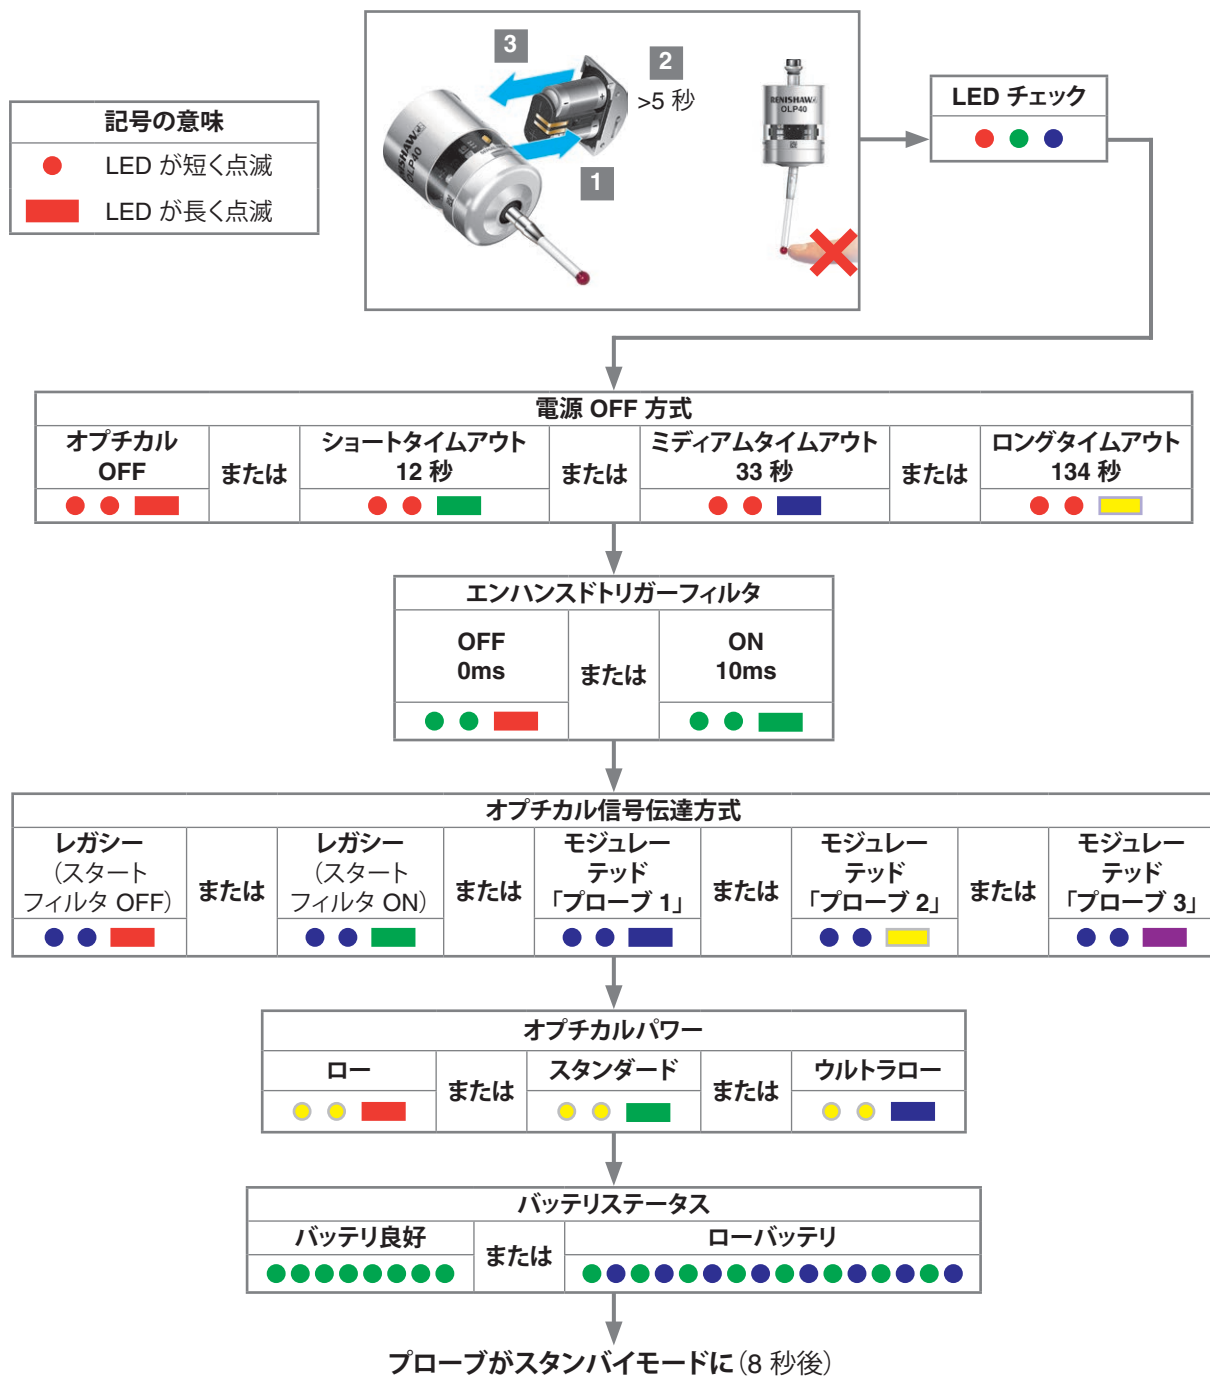 記号の意味
LED が短く点滅
LED が長く点滅
3
2
>5 秒
1
RENISHAW
OLP40
RENISHAW
OLP40
LED チェック
電源 OFF 方式
オプチカル
OFF
または
ショートタイムアウト
12 秒
または
ミディアムタイムアウト
33 秒
または
ロングタイムアウト
134 秒
エンハンスドトリガーフィルタ
OFF
0ms
または
ON
10ms
オプチカル信号伝達方式
レガシー
(スタート
フィルタ OFF)
または
レガシー
(スタート
フィルタ ON)
または
モジュレー
テッド
「プローブ 1」
または
モジュレー
テッド
「プローブ 2」
または
モジュレー
テッド
「プローブ 3」
オプチカルパワー
ロー
または
スタンダード
または
ウルトラロー
バッテリステータス
バッテリ良好
または
ローバッテリ
プローブがスタンバイモードに(8 秒後)